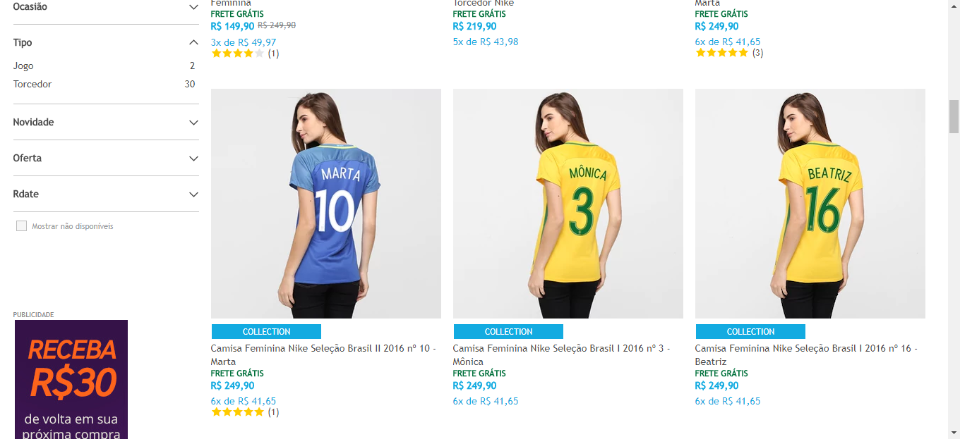 Ocasião
Tipo
Jogo 2
Torcedor 30
Novidade
Oferta
Rdate
Mostrar não disponíveis
PUBLICIDADE
RECEBA
R$30
de volta em sua
próxima compra
Feminina
FRETE GRÁTIS
R$ 149,90 R$ 249,90
3x de R$ 49,97
(1)
Torcedor Nike
FRETE GRÁTIS
R$ 219,90
5x de R$ 43,98
Marta
FRETE GRÁTIS
R$ 249,90
6x de R$ 41,65
(3)
MARTA
10
COLLECTION
Camisa Feminina Nike Seleção Brasil II 2016 nº 10 -
Marta
FRETE GRÁTIS
R$ 249,90
6x de R$ 41,65
(1)
MÔNICA
3
COLLECTION
Camisa Feminina Nike Seleção Brasil I 2016 nº 3 -
Mônica
FRETE GRÁTIS
R$ 249,90
6x de R$ 41,65
BEATRIZ
16
COLLECTION
Camisa Feminina Nike Seleção Brasil I 2016 nº 16 -
Beatriz
FRETE GRÁTIS
R$ 249,90
6x de R$ 41,65